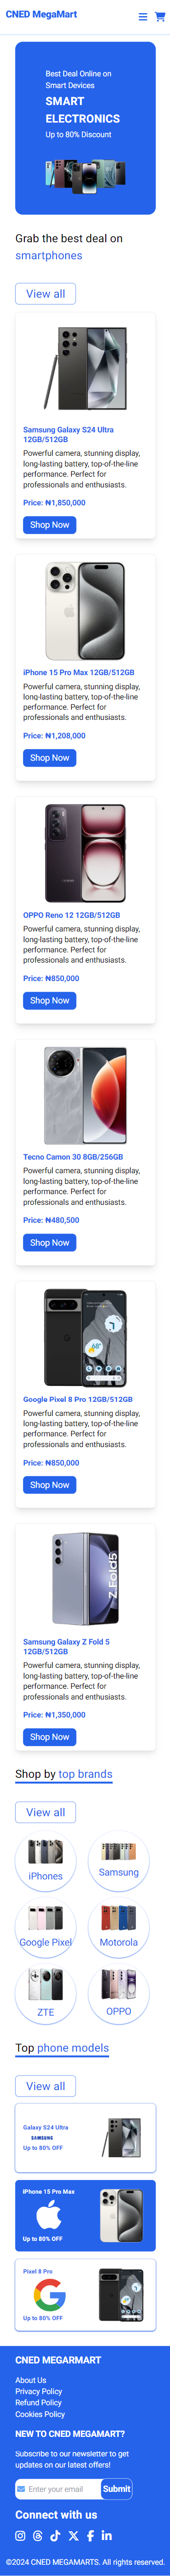 CNED MegaMart
Best Deal Online on
Smart Devices
SMART
ELECTRONICS
Up to 80% Discount
Grab the best deal on
smartphones
View all
Samsung Galaxy S24 Ultra
12GB/512GB
Powerful camera, stunning display,
long-lasting battery, top-of-the-line
performance. Perfect for
professionals and enthusiasts.
Price: ₦1,850,000
Shop Now
iPhone 15 Pro Max 12GB/512GB
Powerful camera, stunning display,
long-lasting battery, top-of-the-line
performance. Perfect for
professionals and enthusiasts.
Price: ₦1,208,000
Shop Now
OPPO Reno 12 12GB/512GB
Powerful camera, stunning display,
long-lasting battery, top-of-the-line
performance. Perfect for
professionals and enthusiasts.
Price: ₦850,000
Shop Now
Tecno Camon 30 8GB/256GB
Powerful camera, stunning display,
long-lasting battery, top-of-the-line
performance. Perfect for
professionals and enthusiasts.
Price: ₦480,500
Shop Now
Google Pixel 8 Pro 12GB/512GB
Powerful camera, stunning display,
long-lasting battery, top-of-the-line
performance. Perfect for
professionals and enthusiasts.
Price: ₦850,000
Shop Now
Z Fold5
Samsung Galaxy Z Fold 5
12GB/512GB
Powerful camera, stunning display,
long-lasting battery, top-of-the-line
performance. Perfect for
professionals and enthusiasts.
Price: ₦1,350,000
Shop Now
Shop by top brands
View all
iPhones
Samsung
Google Pixel
Motorola
ZTE
OPPO
Top phone models
View all
Galaxy S24 Ultra
SAMSUNG
Up to 80% OFF
iPhone 15 Pro Max
Up to 80% OFF
Pixel 8 Pro
Up to 80% OFF
CNED MEGARMART
About Us
Privacy Policy
Refund Policy
Cookies Policy
NEW TO CNED MEGAMART?
Subscribe to our newsletter to get
updates on our latest offers!
Enter your email
Submit
Connect with us
©2024 CNED MEGAMARTS. All rights reserved.